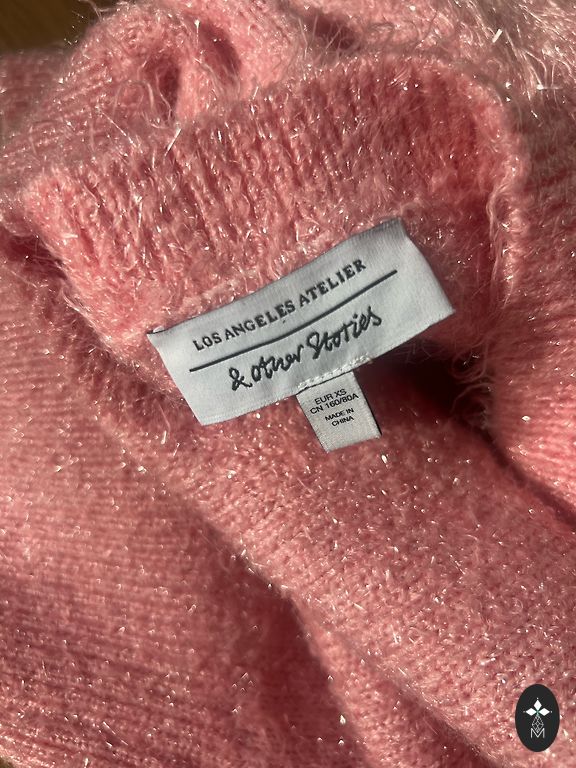 LOS ANGELES ATELIER
& Other Stories
EUR XS
CN 160/80A
MADE IN
CHINA
M